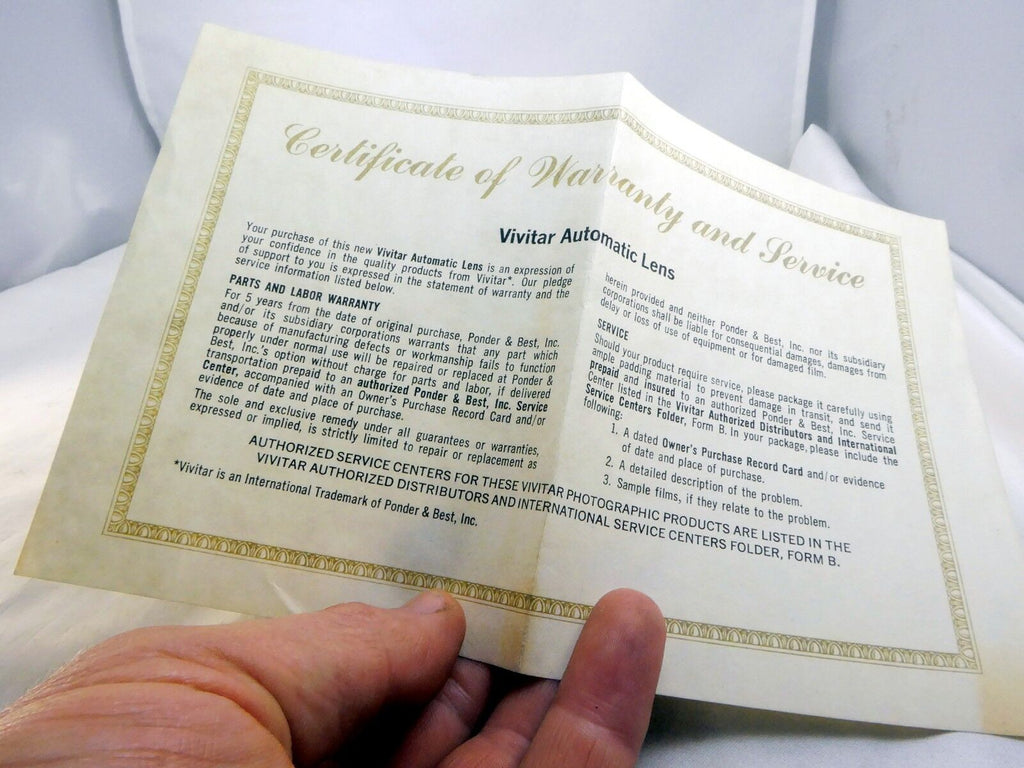 Certificate of Warranty and Service
Vivitar Automatic Lens
Your purchase of this new Vivitar Automatic Lens is an expression of
your confidence in the quality products from Vivitar*. Our pledge
of support to you is expressed in the statement of warranty and the
service information listed below.
PARTS AND LABOR WARRANTY
For 5 years from the date of original purchase, Ponder & Best, Inc.
and/or its subsidiary corporations warrants that any part which
because of manufacturing defects or workmanship fails to function
properly under normal use will be repaired or replaced at Ponder &
Best, Inc.'s option without charge for parts and labor, if delivered
transportation prepaid to an authorized Ponder & Best, Inc. Service
Center, accompanied with an Owner's Purchase Record Card and/or
evidence of date and place of purchase.
The sole and exclusive remedy under all guarantees or warranties,
expressed or implied, is strictly limited to repair or replacement as
herein provided and neither Ponder & Best, Inc. nor its subsidiary
corporations shall be liable for consequential damages, damages from
delay or loss of use of equipment or for damaged film.
SERVICE
Should your product require service, please package it carefully using
ample padding material to prevent damage in transit, and send it
prepaid and insured to an authorized Ponder & Best, Inc. Service
Center listed in the Vivitar Authorized Distributors and International
Service Centers Folder, Form B. In your package, please include the
following:
1. A dated Owner's Purchase Record Card and/or evidence
of date and place of purchase.
2. A detailed description of the problem.
3. Sample films, if they relate to the problem.
AUTHORIZED SERVICE CENTERS FOR THESE VIVITAR PHOTOGRAPHIC PRODUCTS ARE LISTED IN THE
VIVITAR AUTHORIZED DISTRIBUTORS AND INTERNATIONAL SERVICE CENTERS FOLDER, FORM B.
*Vivitar is an International Trademark of Ponder & Best, Inc.